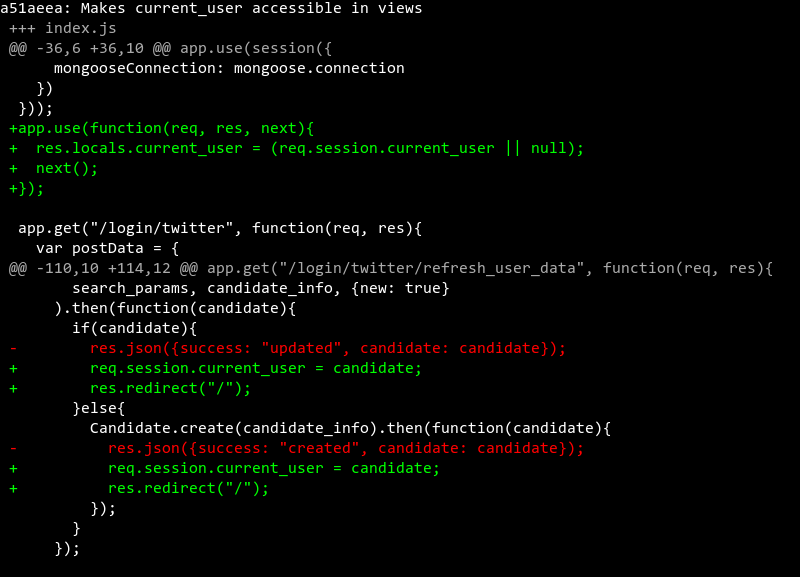 a51aeea: Makes current_user accessible in views
+++ index.js
@@ -36,6 +36,10 @@ app.use(session({
     mongooseConnection: mongoose.connection
   })
 }));
+app.use(function(req, res, next){
+  res.locals.current_user = (req.session.current_user || null);
+  next();
+});
 app.get("/login/twitter", function(req, res){
   var postData = {
@@ -110,10 +114,12 @@ app.get("/login/twitter/refresh_user_data", function(req, res){
       search_params, candidate_info, {new: true}
     ).then(function(candidate){
       if(candidate){
-        res.json({success: "updated", candidate: candidate});
+        req.session.current_user = candidate;
+        res.redirect("/");
       }else{
         Candidate.create(candidate_info).then(function(candidate){
-          res.json({success: "created", candidate: candidate});
+          req.session.current_user = candidate;
+          res.redirect("/");
         });
       }
     });